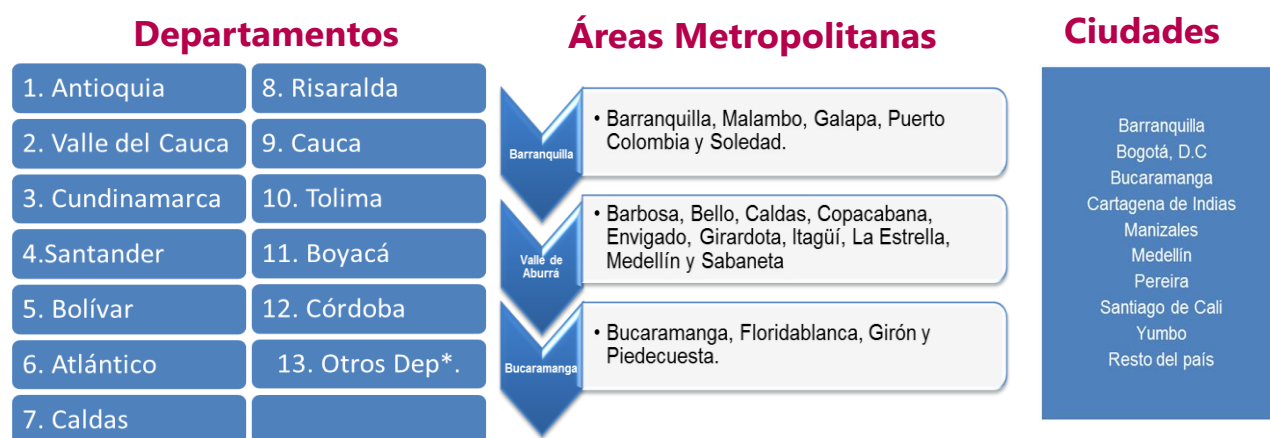 Departamentos
1. Antioquia
2. Valle del Cauca
3. Cundinamarca
4.Santander
5. Bolívar
6. Atlántico
7. Caldas
8. Risaralda
9. Cauca
10. Tolima
11. Boyacá
12. Córdoba
13. Otros Dep*.
Áreas Metropolitanas
Barranquilla
• Barranquilla, Malambo, Galapa, Puerto
Colombia y Soledad.
Valle de
Aburrá
• Barbosa, Bello, Caldas, Copacabana,
Envigado, Girardota, Itagüí, La Estrella,
Medellín y Sabaneta
Bucaramanga
• Bucaramanga, Floridablanca, Girón y
Piedecuesta.
Ciudades
Barranquilla
Bogotá, D.C
Bucaramanga
Cartagena de Indias
Manizales
Medellín
Pereira
Santiago de Cali
Yumbo
Resto del país